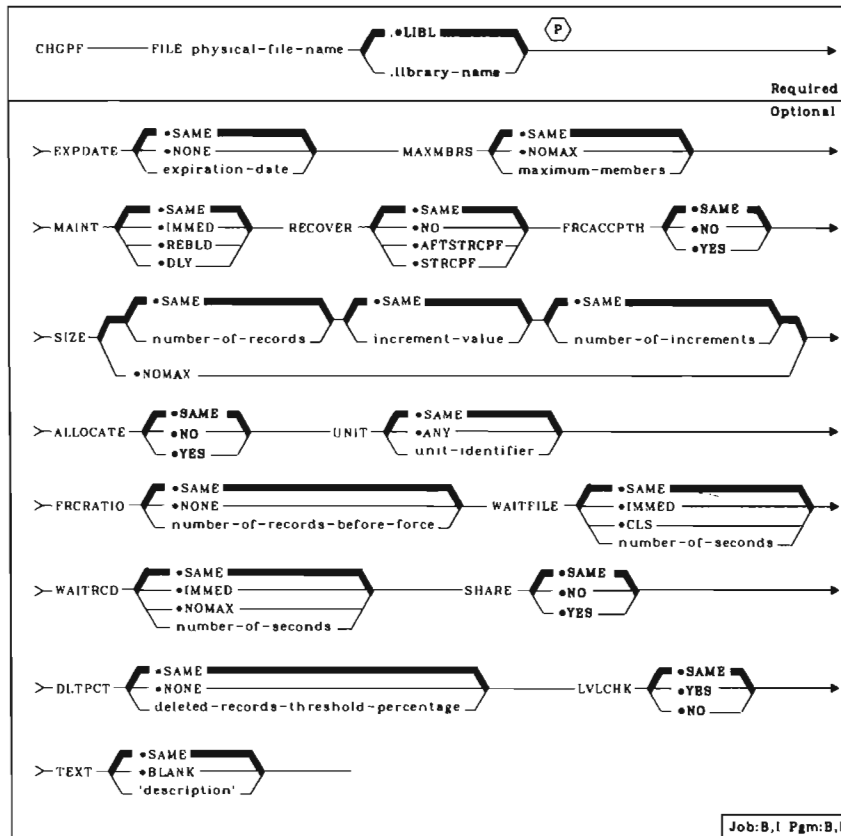 .*LIBL
P
CHGPF FILE physical-file-name
.library-name
Required
Optional
*SAME *SAME
EXPDATE *NONE MAXMBRS *NOMAX
expiration-date maximum-members
*SAME *SAME *SAME
MAINT *IMMED RECOVER *NO FRCACCPTH *NO
*REBLD *AFTSTRCPF *YES
*DLY *STRCPF
*SAME *SAME *SAME
SIZE number-of-records increment-value number-of-increments
*NOMAX
*SAME *SAME
ALLOCATE *NO UNIT *ANY
*YES unit-identifier
*SAME *SAME
FRCRATIO *NONE WAITFILE *IMMED
number-of-records-before-force *CLS
number-of-seconds
*SAME *SAME
WAITRCD *IMMED SHARE *NO
*NOMAX *YES
number-of-seconds
*SAME *SAME
DLTPCT *NONE LVLCHK *YES
deleted-records-threshold-percentage *NO
*SAME
TEXT *BLANK
'description'
Job:B,I Pgm:B,I